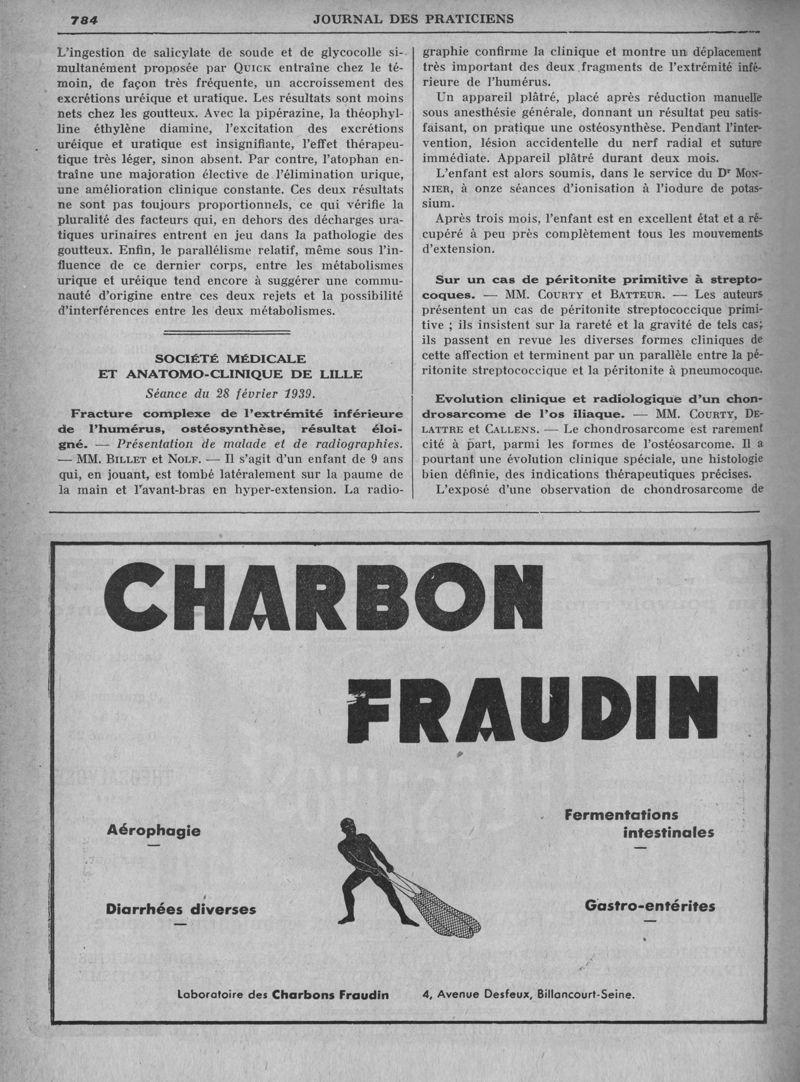 784
JOURNAL DES PRATICIENS
L'ingestion de salicylate de soude et de glycocolle si-
multanément proposée par QUICK entraîne chez le té-
moin, de façon très fréquente, un accroissement des
excrétions uréique et uratique. Les résultats sont moins
nets chez les goutteux. Avec la pipérazine, la théophyl-
line éthylène diamine, l'excitation des excrétions
uréique et uratique est insignifiante, l'effet thérapeu-
tique très léger, sinon absent. Par contre, l'atophan en-
traîne une majoration élective de l'élimination urique,
une amélioration clinique constante. Ces deux résultats
ne sont pas toujours proportionnels, ce qui vérifie la
pluralité des facteurs qui, en dehors des décharges ura-
tiques urinaires entrent en jeu dans la pathologie des
goutteux. Enfin, le parallélisme relatif, même sous l'in-
fluence de ce dernier corps, entre les métabolismes
urique et uréique tend encore à suggérer une commu-
nauté d'origine entre ces deux rejets et la possibilité
d'interférences entre les deux métabolismes.
SOCIÉTÉ MÉDICALE
ET ANATOMO-CLINIQUE DE LILLE
Séance du 28 février 1939.
Fracture complexe de l'extrémité inférieure
de l'humérus, ostéosynthèse, résultat éloi-
gné. — Présentation de malade et de radiographies.
— MM. BILLET et NOLF. — Il s'agit d'un enfant de 9 ans
qui, en jouant, est tombé latéralement sur la paume de
la main et l'avant-bras en hyper-extension. La radio-
graphie confirme la clinique et montre un déplacement
très important des deux fragments de l'extrémité infé-
rieure de l'humérus.
Un appareil plâtré, placé après réduction manuelle
sous anesthésie générale, donnant un résultat peu satis-
faisant, on pratique une ostéosynthèse. Pendant l'inter-
vention, lésion accidentelle du nerf radial et suture
immédiate. Appareil plâtré durant deux mois.
L'enfant est alors soumis, dans le service du Dr MON-
NIER, à onze séances d'ionisation à l'iodure de potas-
sium.
Après trois mois, l'enfant est en excellent état et a ré-
cupéré à peu près complètement tous les mouvements
d'extension.
Sur un cas de péritonite primitive à strepto-
coques. — MM. COURTY et BATTEUR. — Les auteurs
présentent un cas de péritonite streptococcique primi-
tive ; ils insistent sur la rareté et la gravité de tels cas;
ils passent en revue les diverses formes cliniques de
cette affection et terminent par un parallèle entre la pé-
ritonite streptococcique et la péritonite à pneumocoque.
Evolution clinique et radiologique d'un chon-
drosarcome de l'os iliaque. — MM. COURTY, DE-
LATTRE et CALLENS. — Le chondrosarcome est rarement
cité à part, parmi les formes de l'ostéosarcome. Il a
pourtant une évolution clinique spéciale, une histologie
bien définie, des indications thérapeutiques précises.
L'exposé d'une observation de chondrosarcome de
CHARBON
FRAUDIN
Aérophagie
Fermentations
intestinales
Diarrhées diverses
Gastro-entérites
Laboratoire des Charbons Fraudin 4, Avenue Desfeux, Billancourt-Seine.